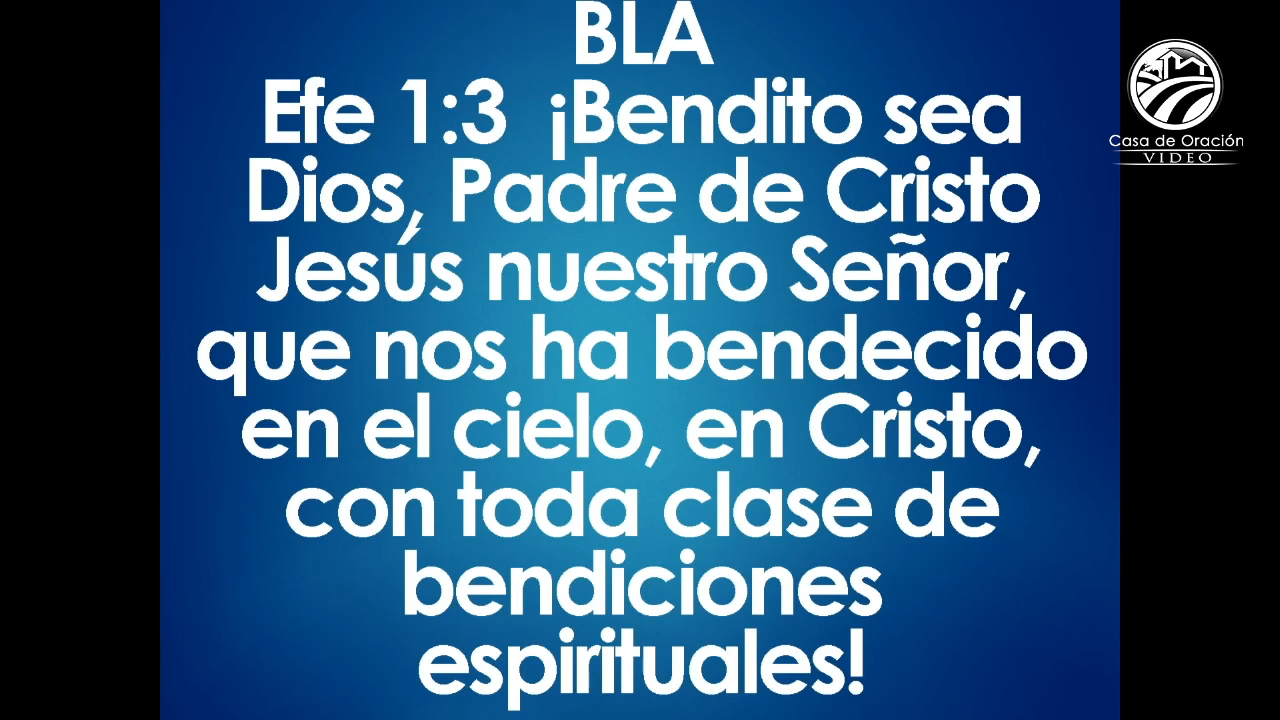 BLA
Efe 1:3  ¡Bendito sea
Dios, Padre de Cristo
Jesús nuestro Señor,
que nos ha bendecido
en el cielo, en Cristo,
con toda clase de
bendiciones
espirituales!
Casa de Oración
VIDEO